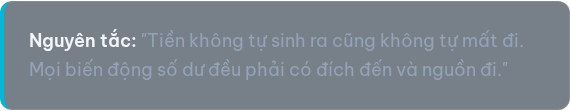 Nguyên tắc: "Tiền không tự sinh ra cũng không tự mất đi.
Mọi biến động số dư đều phải có đích đến và nguồn đi."